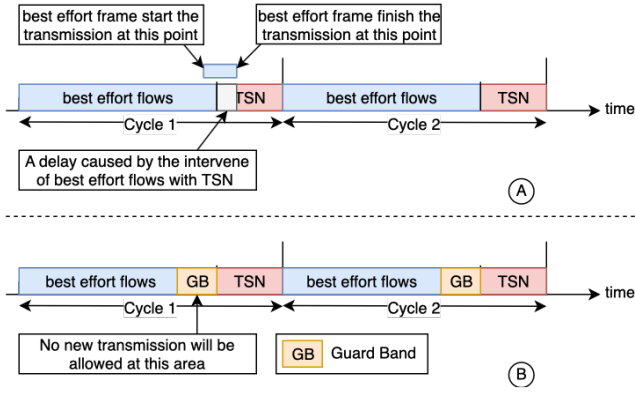 best effort frame start the
transmission at this point
best effort frame finish the
transmission at this point
best effort flows
TSN
best effort flows
TSN
time
Cycle 1
Cycle 2
A delay caused by the intervene
of best effort flows with TSN
A
best effort flows
GB
TSN
best effort flows
GB
TSN
time
Cycle 1
Cycle 2
No new transmission will be
allowed at this area
GB
Guard Band
B